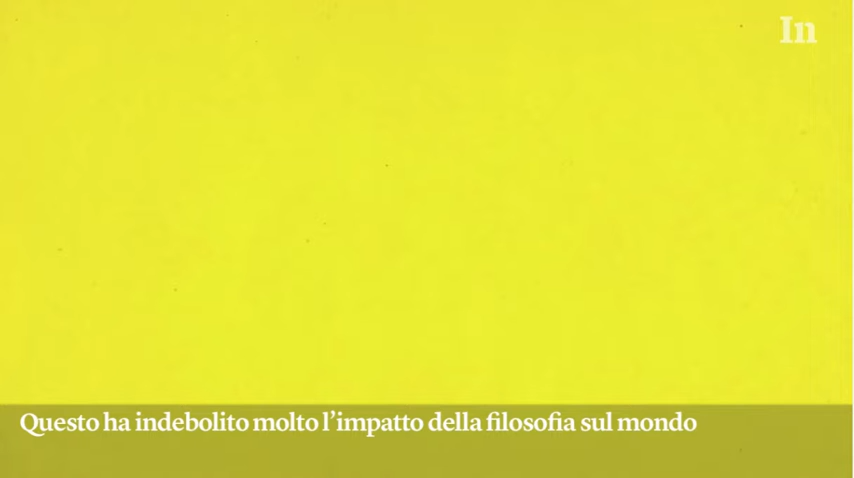 In
Questo ha indebolito molto l’impatto della filosofia sul mondo